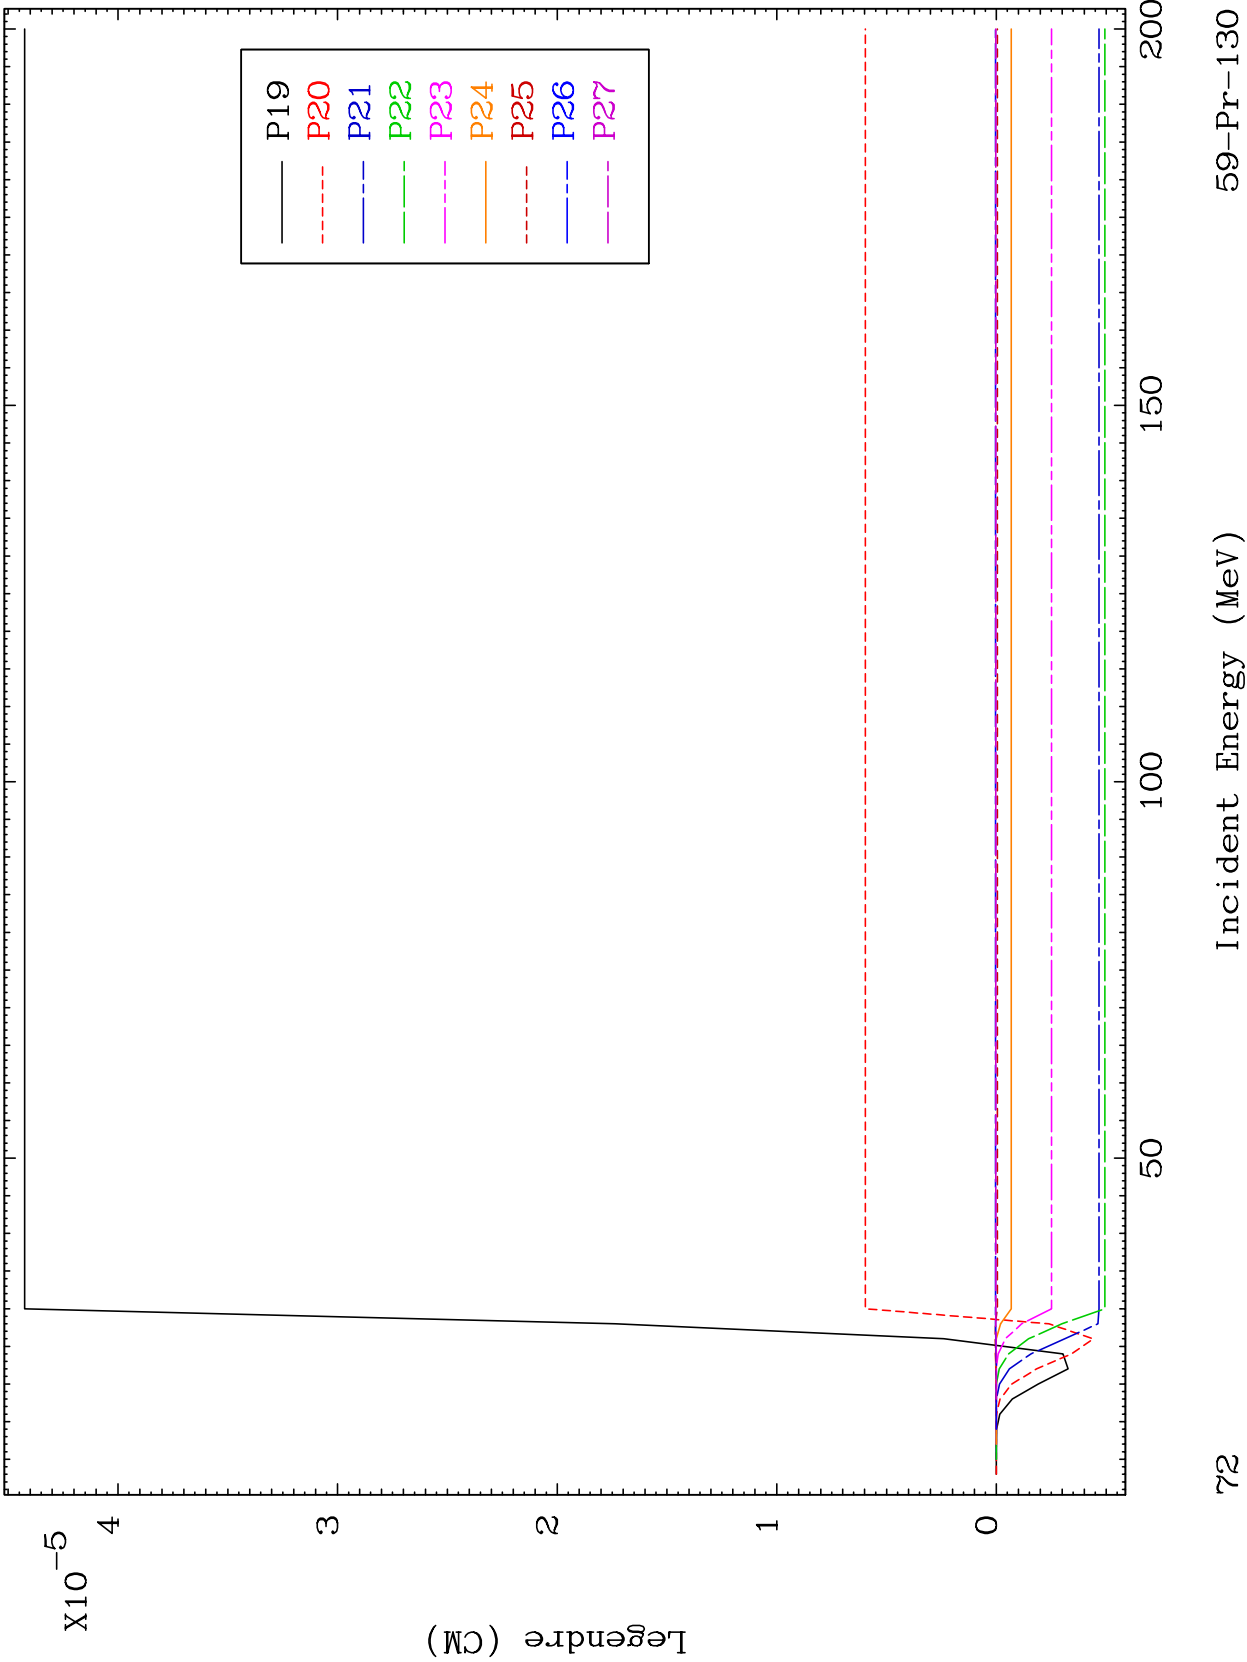 X10-5
4
3
2
1
0
Legendre (CM)
P19
P20
P21
P22
P23
P24
P25
P26
P27
50
100
150
200
Incident Energy (MeV)
72
59-Pr-130